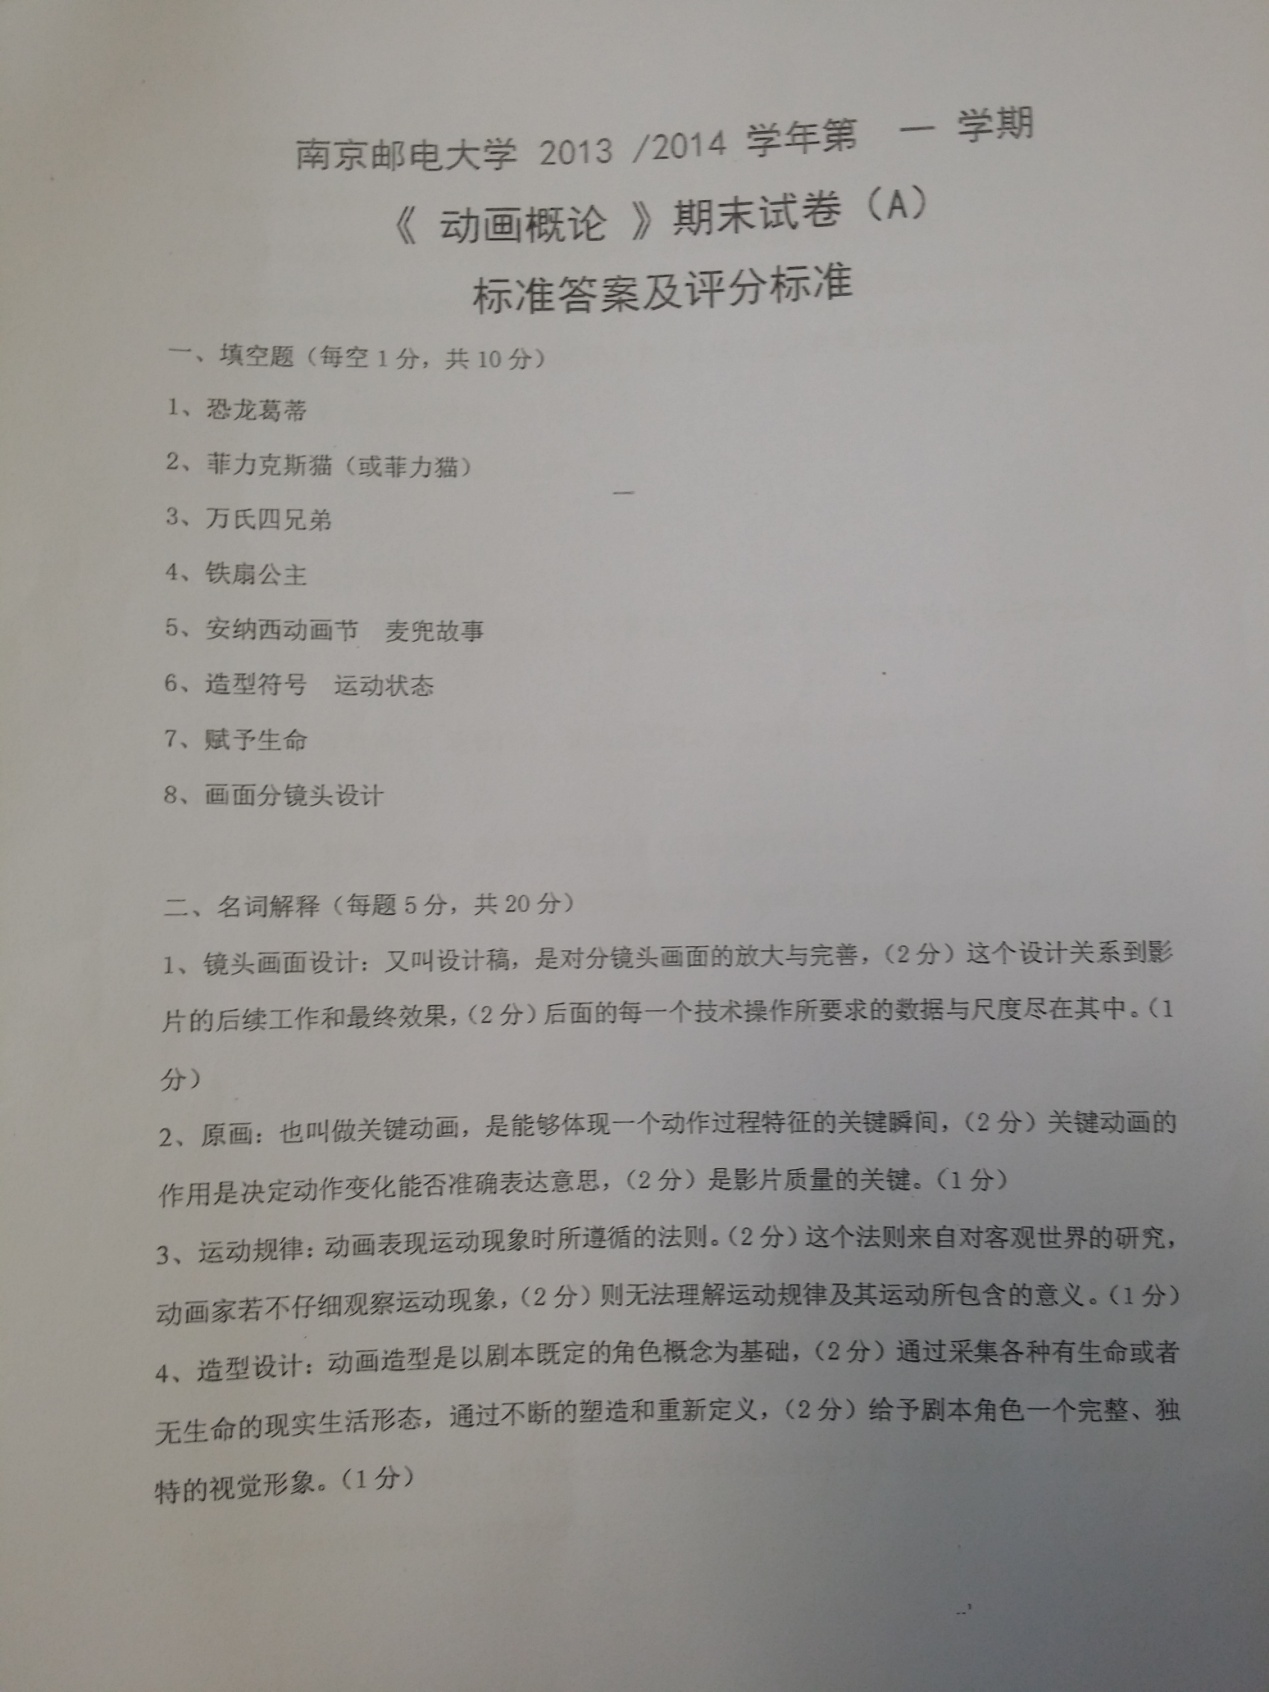 南京邮电大学 2013 /2014 学年第 一 学期
《 动画概论 》期末试卷（A）
标准答案及评分标准
一、填空题（每空 1 分，共 10 分）
1、恐龙葛蒂
2、菲力克斯猫（或菲力猫）
3、万氏四兄弟
4、铁扇公主
5、安纳西动画节 麦兜故事
6、造型符号 运动状态
7、赋予生命
8、画面分镜头设计
二、名词解释（每题 5 分，共 20 分）
1、镜头画面设计：又叫设计稿，是对分镜头画面的放大与完善，（2 分）这个设计关系到影
片的后续工作和最终效果，（2 分）后面的每一个技术操作所要求的数据与尺度尽在其中。（1
分）
2、原画：也叫做关键动画，是能够体现一个动作过程特征的关键瞬间，（2 分）关键动画的
作用是决定动作变化能否准确表达意思，（2 分）是影片质量的关键。（1 分）
3、运动规律：动画表现运动现象时所遵循的法则。（2 分）这个法则来自对客观世界的研究，
动画家若不仔细观察运动现象，（2 分）则无法理解运动规律及其运动所包含的意义。（1 分）
4、造型设计：动画造型是以剧本既定的角色概念为基础，（2 分）通过采集各种有生命或者
无生命的现实生活形态，通过不断的塑造和重新定义，（2 分）给予剧本角色一个完整、独
特的视觉形象。（1 分）